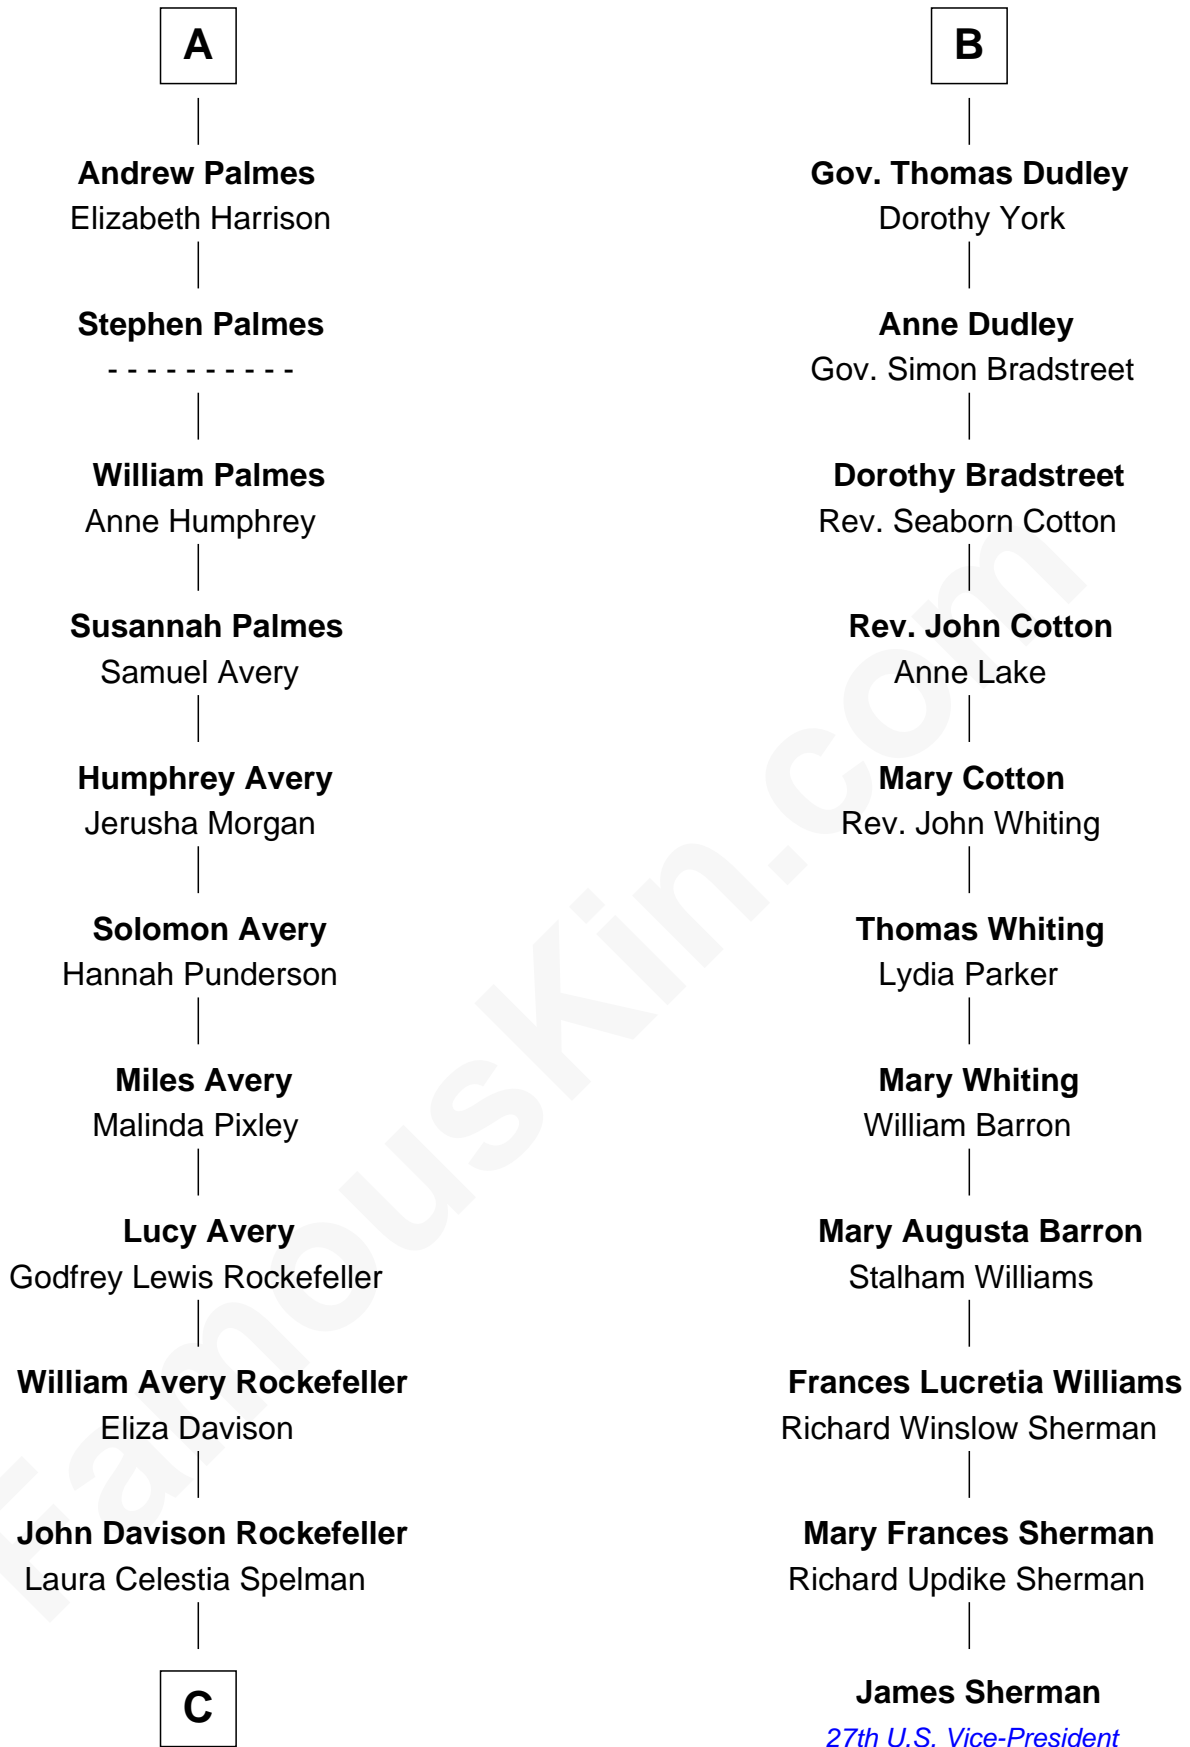 A
Andrew Palmes
Elizabeth Harrison
Stephen Palmes
- - - - - - - - - -
William Palmes
Anne Humphrey
Susannah Palmes
Samuel Avery
Humphrey Avery
Jerusha Morgan
Solomon Avery
Hannah Punderson
Miles Avery
Malinda Pixley
Lucy Avery
Godfrey Lewis Rockefeller
William Avery Rockefeller
Eliza Davison
John Davison Rockefeller
Laura Celestia Spelman
C
B
Gov. Thomas Dudley
Dorothy York
Anne Dudley
Gov. Simon Bradstreet
Dorothy Bradstreet
Rev. Seaborn Cotton
Rev. John Cotton
Anne Lake
Mary Cotton
Rev. John Whiting
Thomas Whiting
Lydia Parker
Mary Whiting
William Barron
Mary Augusta Barron
Stalham Williams
Frances Lucretia Williams
Richard Winslow Sherman
Mary Frances Sherman
Richard Updike Sherman
James Sherman
27th U.S. Vice-President
FamousKin.com